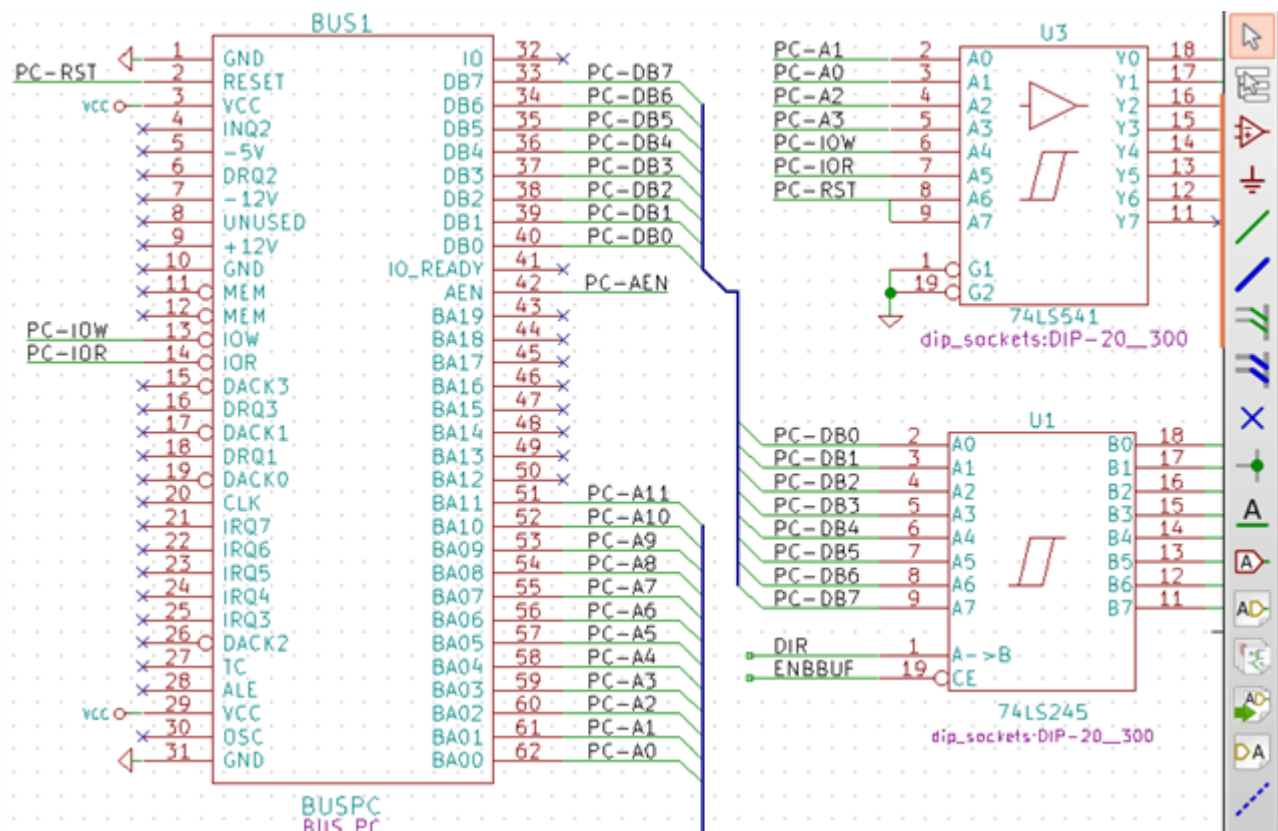 BUS1
1 GND IO 32
PC-RST 2 RESET DB7 33 PC-DB7
VCC 3 VCC DB6 34 PC-DB6
4 INQ2 DB5 35 PC-DB5
5 -5V DB4 36 PC-DB4
6 DRQ2 DB3 37 PC-DB3
7 -12V DB2 38 PC-DB2
8 UNUSED DB1 39 PC-DB1
9 +12V DB0 40 PC-DB0
10 GND IO_READY 41
11 MEM AEN 42 PC-AEN
12 MEM BA19 43
PC-IOW 13 IOW BA18 44
PC-IOR 14 IOR BA17 45
15 DACK3 BA16 46
16 DRQ3 BA15 47
17 DACK1 BA14 48
18 DRQ1 BA13 49
19 DACK0 BA12 50
20 CLK BA11 51 PC-A11
21 IRQ7 BA10 52 PC-A10
22 IRQ6 BA09 53 PC-A9
23 IRQ5 BA08 54 PC-A8
24 IRQ4 BA07 55 PC-A7
25 IRQ3 BA06 56 PC-A6
26 DACK2 BA05 57 PC-A5
27 TC BA04 58 PC-A4
28 ALE BA03 59 PC-A3
VCC 29 VCC BA02 60 PC-A2
30 OSC BA01 61 PC-A1
31 GND BA00 62 PC-A0
BUSPC
BUS_PC
U3
PC-A1 2 A0 Y0 18
PC-A0 3 A1 Y1 17
PC-A2 4 A2 Y2 16
PC-A3 5 A3 Y3 15
PC-IOW 6 A4 Y4 14
PC-IOR 7 A5 Y5 13
PC-RST 8 A6 Y6 12
9 A7 Y7 11
1 G1
19 G2
74LS541
dip_sockets:DIP-20__300
U1
PC-DB0 2 A0 B0 18
PC-DB1 3 A1 B1 17
PC-DB2 4 A2 B2 16
PC-DB3 5 A3 B3 15
PC-DB4 6 A4 B4 14
PC-DB5 7 A5 B5 13
PC-DB6 8 A6 B6 12
PC-DB7 9 A7 B7 11
DIR 1 A->B
ENBBUF 19 CE
74LS245
dip_sockets:DIP-20__300
A
A
AD
AD
DA